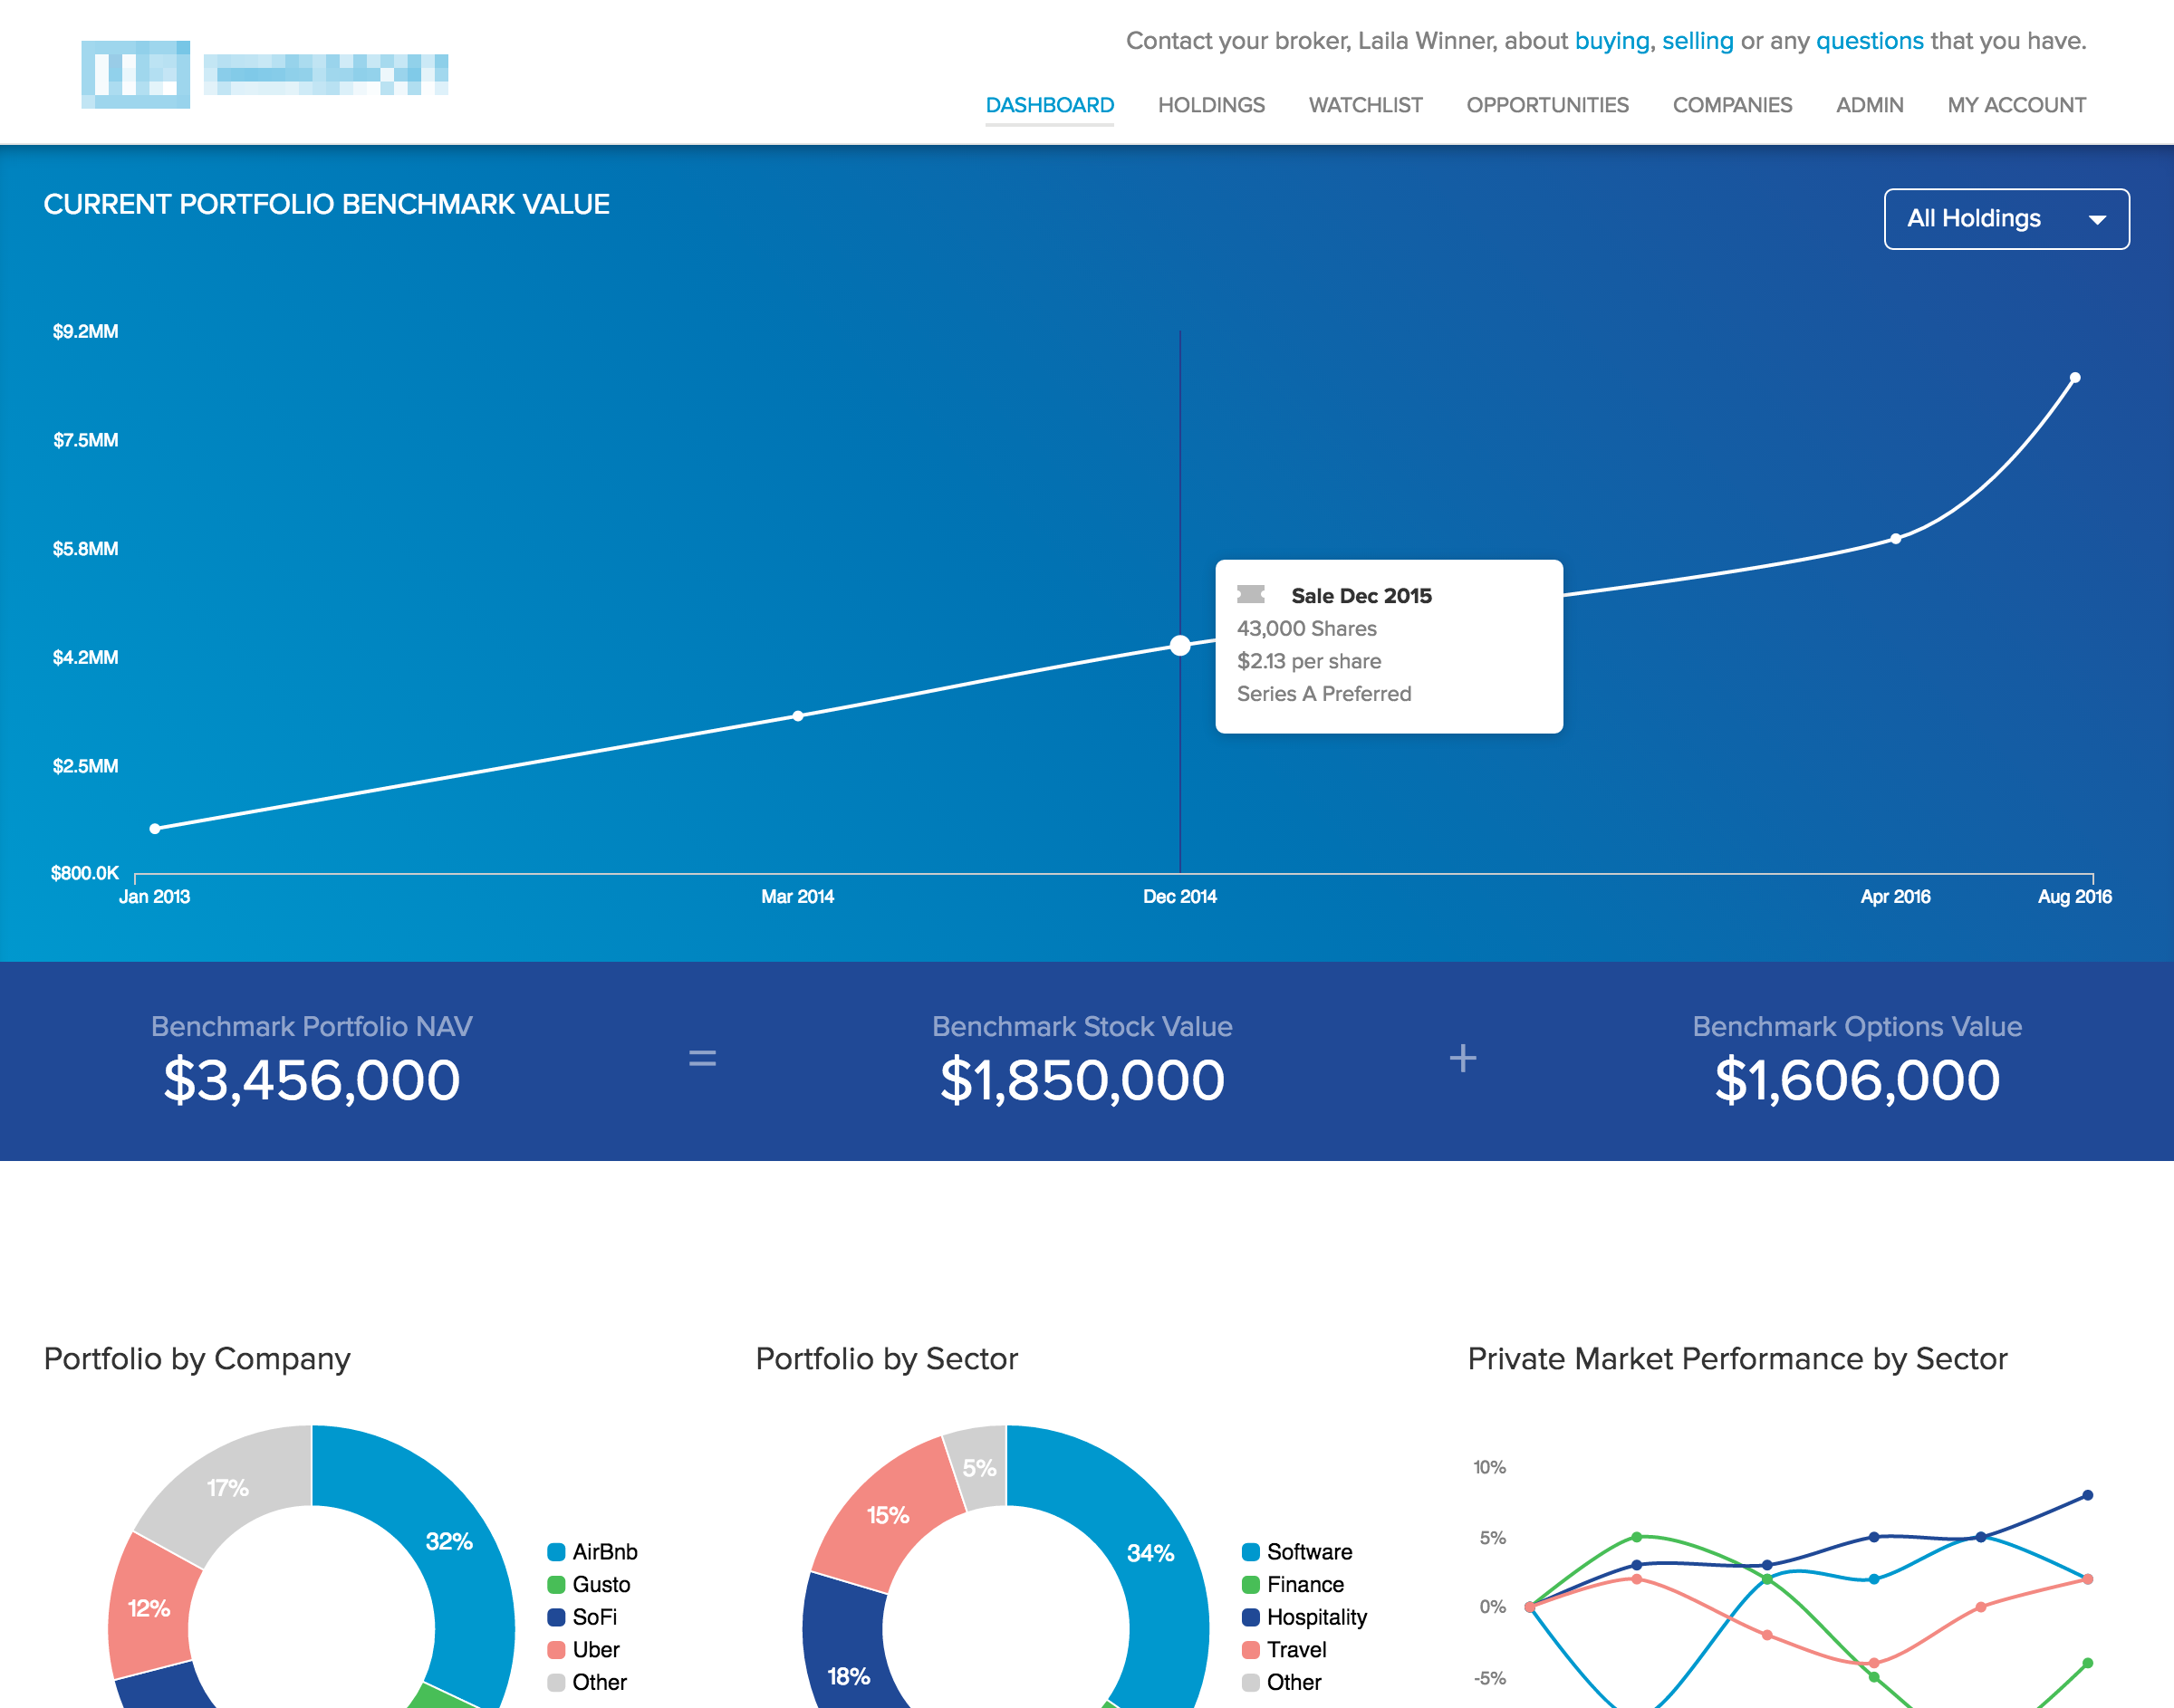 Contact your broker, Laila Winner, about buying, selling or any questions that you have.
DASHBOARD HOLDINGS WATCHLIST OPPORTUNITIES COMPANIES ADMIN MY ACCOUNT
CURRENT PORTFOLIO BENCHMARK VALUE
All Holdings
$9.2MM
$7.5MM
$5.8MM
$4.2MM
$2.5MM
$800.0K
Sale Dec 2015
43,000 Shares
$2.13 per share
Series A Preferred
Jan 2013 Mar 2014 Dec 2014 Apr 2016 Aug 2016
Benchmark Portfolio NAV
$3,456,000
=
Benchmark Stock Value
$1,850,000
+
Benchmark Options Value
$1,606,000
Portfolio by Company
17%
32%
12%
AirBnb
Gusto
SoFi
Uber
Other
Portfolio by Sector
5%
15%
34%
18%
Software
Finance
Hospitality
Travel
Other
Private Market Performance by Sector
10%
5%
0%
-5%